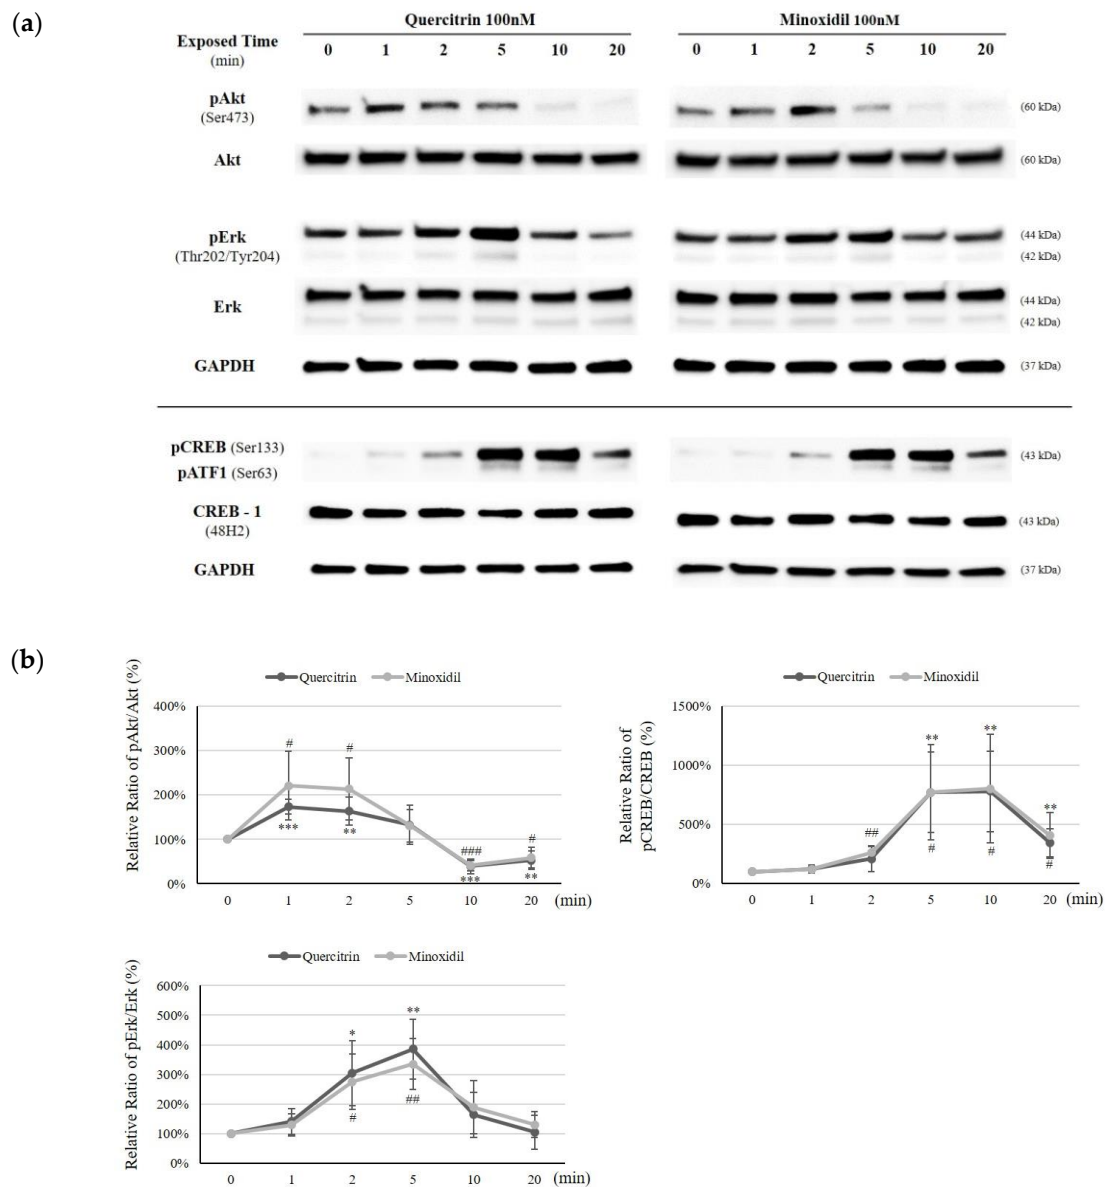 (a)
Quercitrin 100nM Minoxidil 100nM
Exposed Time 0 1 2 5 10 20 0 1 2 5 10 20
(min)
pAkt (60 kDa)
(Ser473)
Akt (60 kDa)
pErk (44 kDa)
(Thr202/Tyr204) (42 kDa)
Erk (44 kDa)
(42 kDa)
GAPDH (37 kDa)
pCREB (Ser133) (43 kDa)
pATF1 (Ser63)
CREB - 1 (43 kDa)
(48H2)
GAPDH (37 kDa)
(b)
Quercitrin Minoxidil
Relative Ratio of pAkt/Akt (%)
400%
300%
200%
100%
0%
# #
*** **
###
***
#
**
0 1 2 5 10 20 (min)
Quercitrin Minoxidil
Relative Ratio of
pCREB/CREB (%)
1500%
1000%
500%
0%
** **
**
##
# #
#
0 1 2 5 10 20 (min)
Quercitrin Minoxidil
Relative Ratio of pErk/Erk (%)
600%
500%
400%
300%
200%
100%
0%
**
*
##
#
0 1 2 5 10 20 (min)